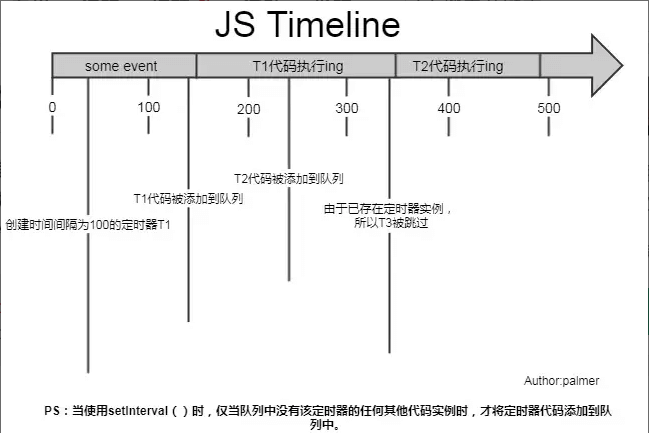 JS Timeline
some event
T1代码执行ing
T2代码执行ing
0
100
200
300
400
500
T2代码被添加到队列
T1代码被添加到队列
由于已存在定时器实例，
所以T3被跳过
创建时间间隔为100的定时器T1
Author:palmer
PS：当使用setInterval（）时，仅当队列中没有该定时器的任何其他代码实例时，才将定时器代码添加到队
列中。